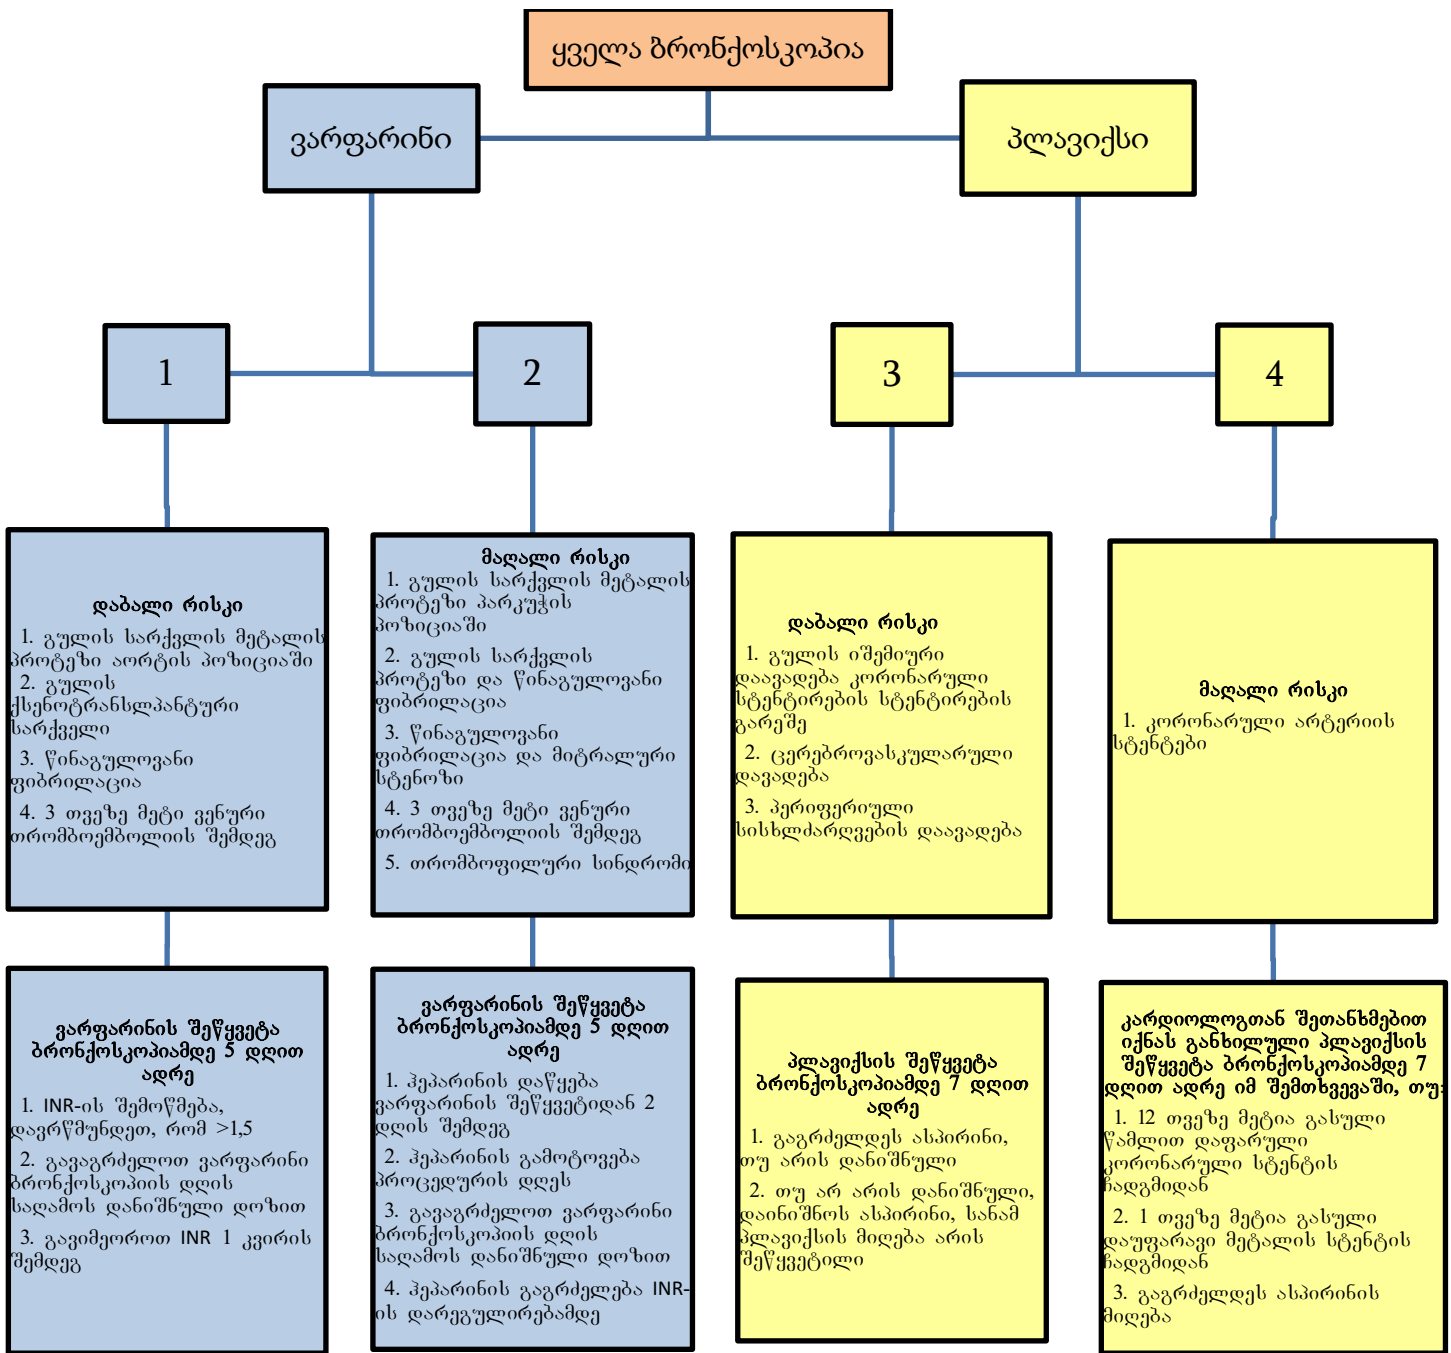 ყველა ბრონქოსკოპია
ვარფარინი
პლავიქსი
1
2
3
4
დაბალი რისკი
1. გულის სარქვლის მეტალის
პროტეზი აორტის პოზიციაში
2. გულის
ქსენოტრანსლპანტური
სარქველი
3. წინაგულოვანი
ფიბრილაცია
4. 3 თვეზე მეტი ვენური
თრომბოემბოლიის შემდეგ
მაღალი რისკი
1. გულის სარქვლის მეტალის
პროტეზი პარკუჭის
პოზიციაში
2. გულის სარქვლის
პროტეზი და წინაგულოვანი
ფიბრილაცია
3. წინაგულოვანი
ფიბრილაცია და მიტრალური
სტენოზი
4. 3 თვეზე მეტი ვენური
თრომბოემბოლიის შემდეგ
5. თრომბოფილური სინდრომი
დაბალი რისკი
1. გულის იშემიური
დაავადება კორონარული
სტენტირების სტენტირების
გარეშე
2. ცერებროვასკულარული
დავადება
3. პერიფერიული
სისხლძარღვების დაავადება
მაღალი რისკი
1. კორონარული არტერიის
სტენტები
ვარფარინის შეწყვეტა
ბრონქოსკოპიამდე 5 დღით
ადრე
1. INR-ის შემოწმება,
დავრწმუნდეთ, რომ >1,5
2. გავაგრძელოთ ვარფარინი
ბრონქოსკოპიის დღის
საღამოს დანიშნული დოზით
3. გავიმეოროთ INR 1 კვირის
შემდეგ
ვარფარინის შეწყვეტა
ბრონქოსკოპიამდე 5 დღით
ადრე
1. ჰეპარინის დაწყება
ვარფარინის შეწყვეტიდან 2
დღის შემდეგ
2. ჰეპარინის გამოტოვება
პროცედურის დღეს
3. გავაგრძელოთ ვარფარინი
ბრონქოსკოპიის დღის
საღამოს დანიშნული დოზით
4. ჰეპარინის გაგრძელება INR-
ის დარეგულირებამდე
პლავიქსის შეწყვეტა
ბრონქოსკოპიამდე 7 დღით
ადრე
1. გაგრძელდეს ასპირინი,
თუ არის დანიშნული
2. თუ არ არის დანიშნული,
დაინიშნოს ასპირინი, სანამ
პლავიქსის მიღება არის
შეწყვეტილი
კარდიოლოგთან შეთანხმებით
იქნას განხილული პლავიქსის
შეწყვეტა ბრონქოსკოპიამდე 7
დღით ადრე იმ შემთხვევაში, თუ:
1. 12 თვეზე მეტია გასული
წამლით დაფარული
კორონარული სტენტის
ჩადგმიდან
2. 1 თვეზე მეტია გასული
დაუფარავი მეტალის სტენტის
ჩადგმიდან
3. გაგრძელდეს ასპირინის
მიღება